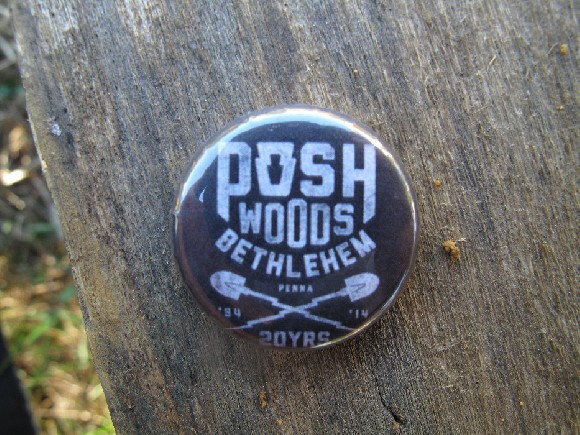 POSH
WOODS
BETHLEHEM
PENNA
'94 '14
20YRS